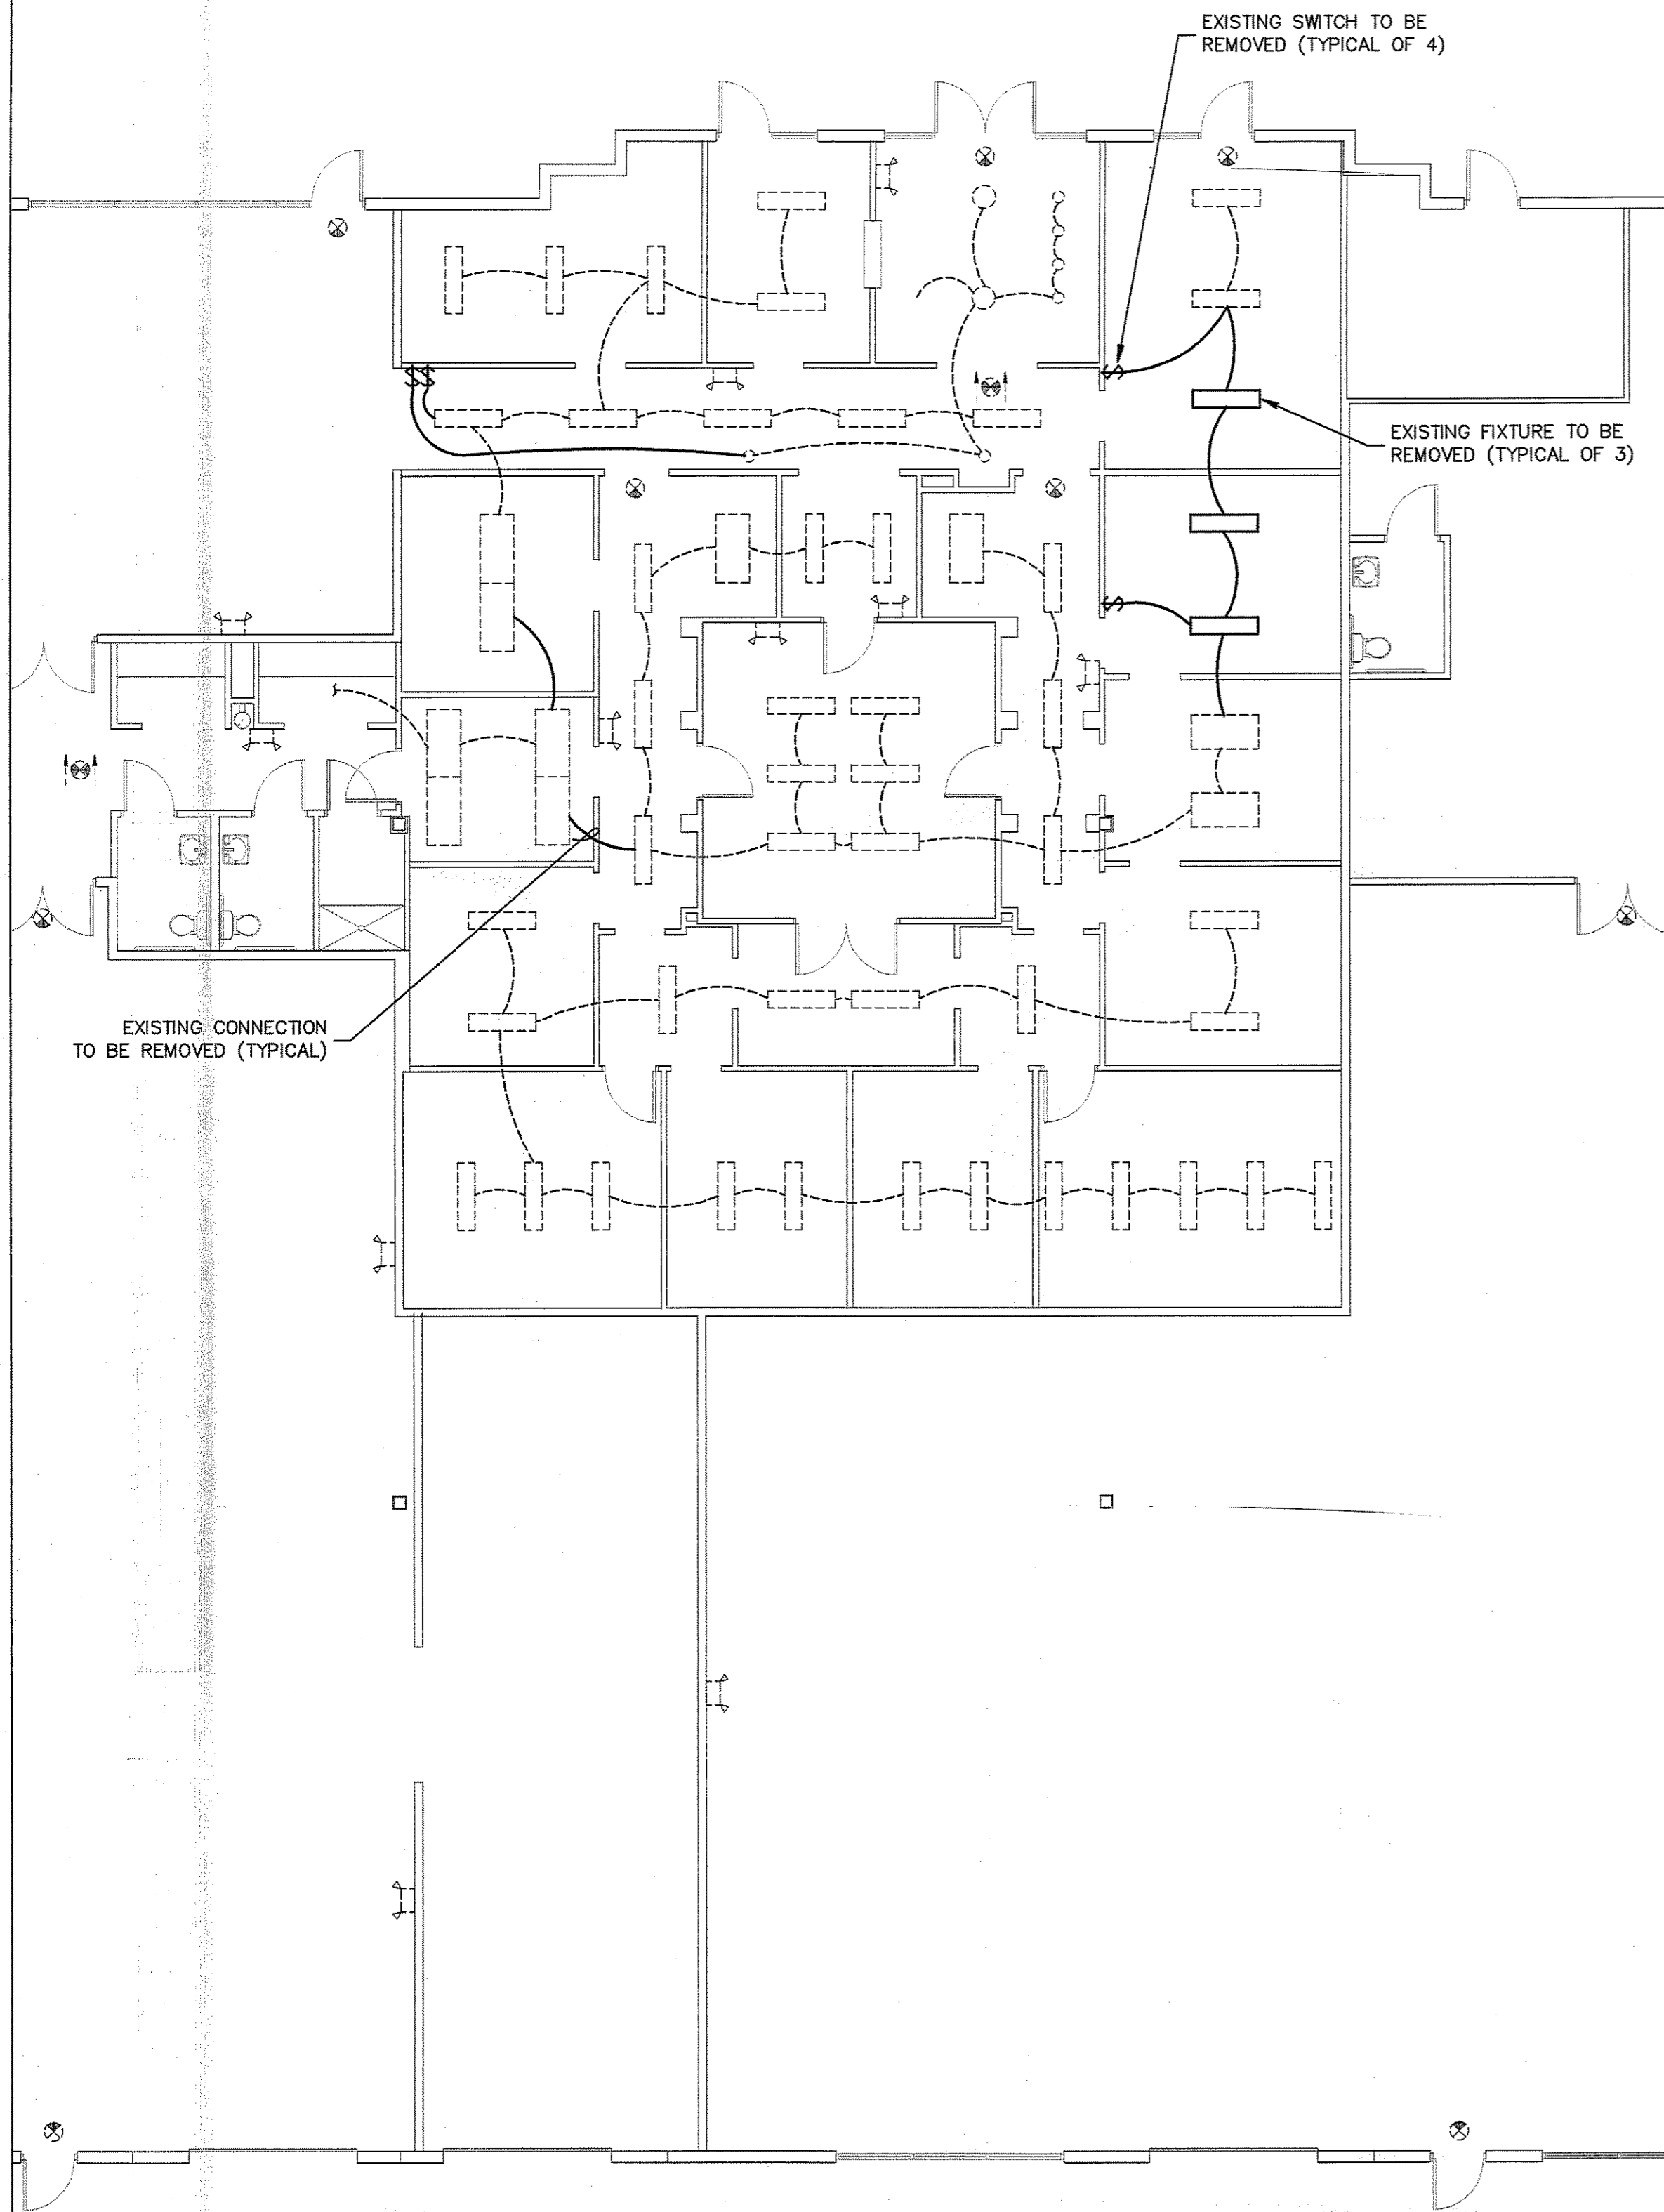 EXISTING SWITCH TO BE
REMOVED (TYPICAL OF 4)
EXISTING FIXTURE TO BE
REMOVED (TYPICAL OF 3)
EXISTING CONNECTION
TO BE REMOVED (TYPICAL)